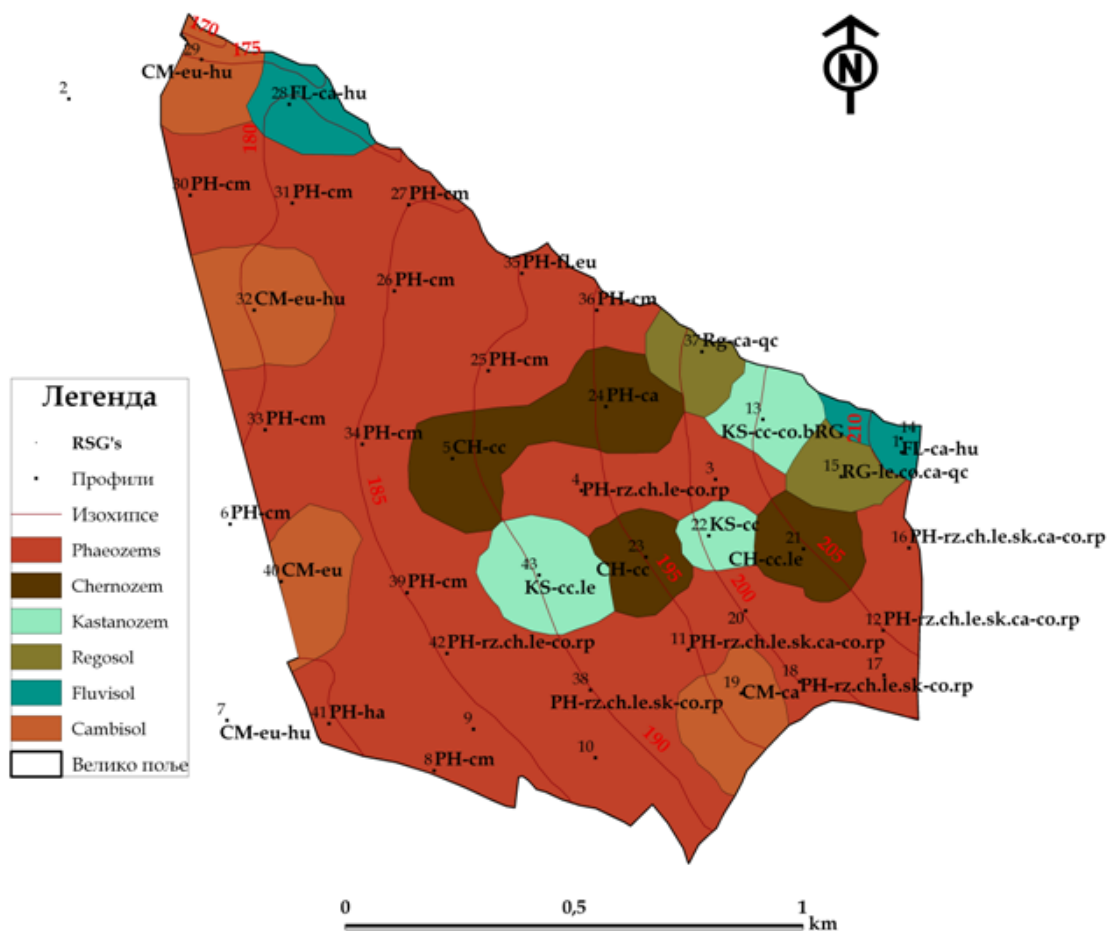 170
N
29
175
CM-eu-hu
2
28 FL-ca-hu
180
30 PH-cm
31 PH-cm
27 PH-cm
35 PH-fl.eu
26 PH-cm
32 CM-eu-hu
36 PH-cm
37 Rg-ca-qc
25 PH-cm
Легенда
RSG's
Профили
Изохипсе
Phaeozems
Chernozem
Kastanozem
Regosol
Fluvisol
Cambisol
Велико поље
24 PH-ca
13
KS-cc-co.bRG
210
14
1
FL-ca-hu
33 PH-cm
34 PH-cm
5 CH-cc
3
15 RG-le.co.ca-qc
4 PH-rz.ch.le-co.rp
185
6 PH-cm
22 KS-cc
21
CH-cc.le
205
16 PH-rz.ch.le.sk.ca-co.rp
23
CH-cc
195
43
KS-cc.le
40 CM-eu
39 PH-cm
200
20
12 PH-rz.ch.le.sk.ca-co.rp
42 PH-rz.ch.le-co.rp
11 PH-rz.ch.le.sk.ca-co.rp
17
18 PH-rz.ch.le.sk-co.rp
38
PH-rz.ch.le.sk-co.rp
19 CM-ca
7
CM-eu-hu
41 PH-ha
9
190
10
8 PH-cm
0
0,5
1
km